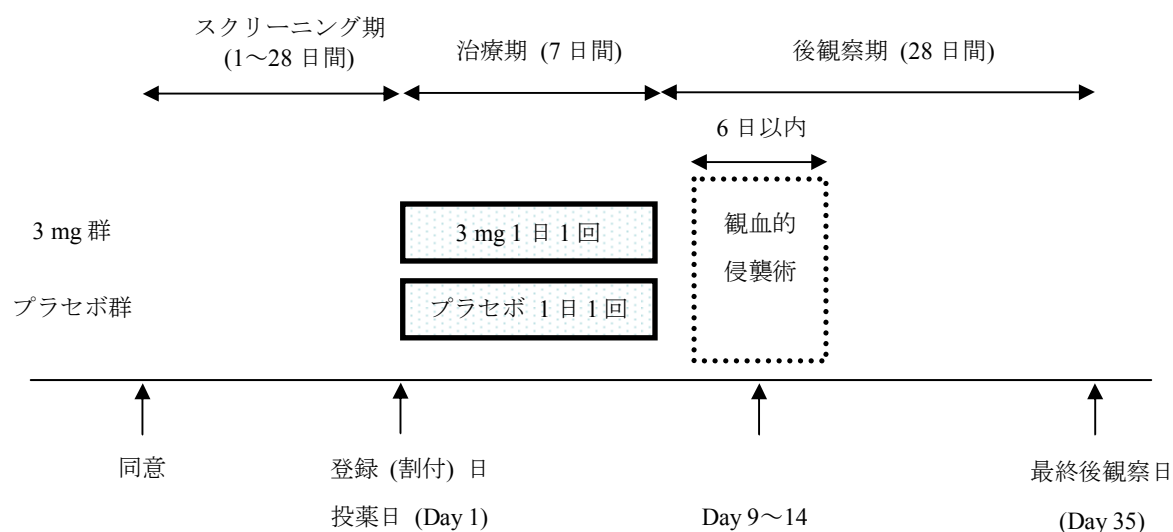 スクリーニング期
(1～28 日間)
治療期 (7 日間)
後観察期 (28 日間)
6 日以内
3 mg 群
3 mg 1 日 1 回
観血的
侵襲術
プラセボ群
プラセボ 1 日 1 回
同意
登録 (割付) 日
投薬日 (Day 1)
Day 9～14
最終後観察日
(Day 35)